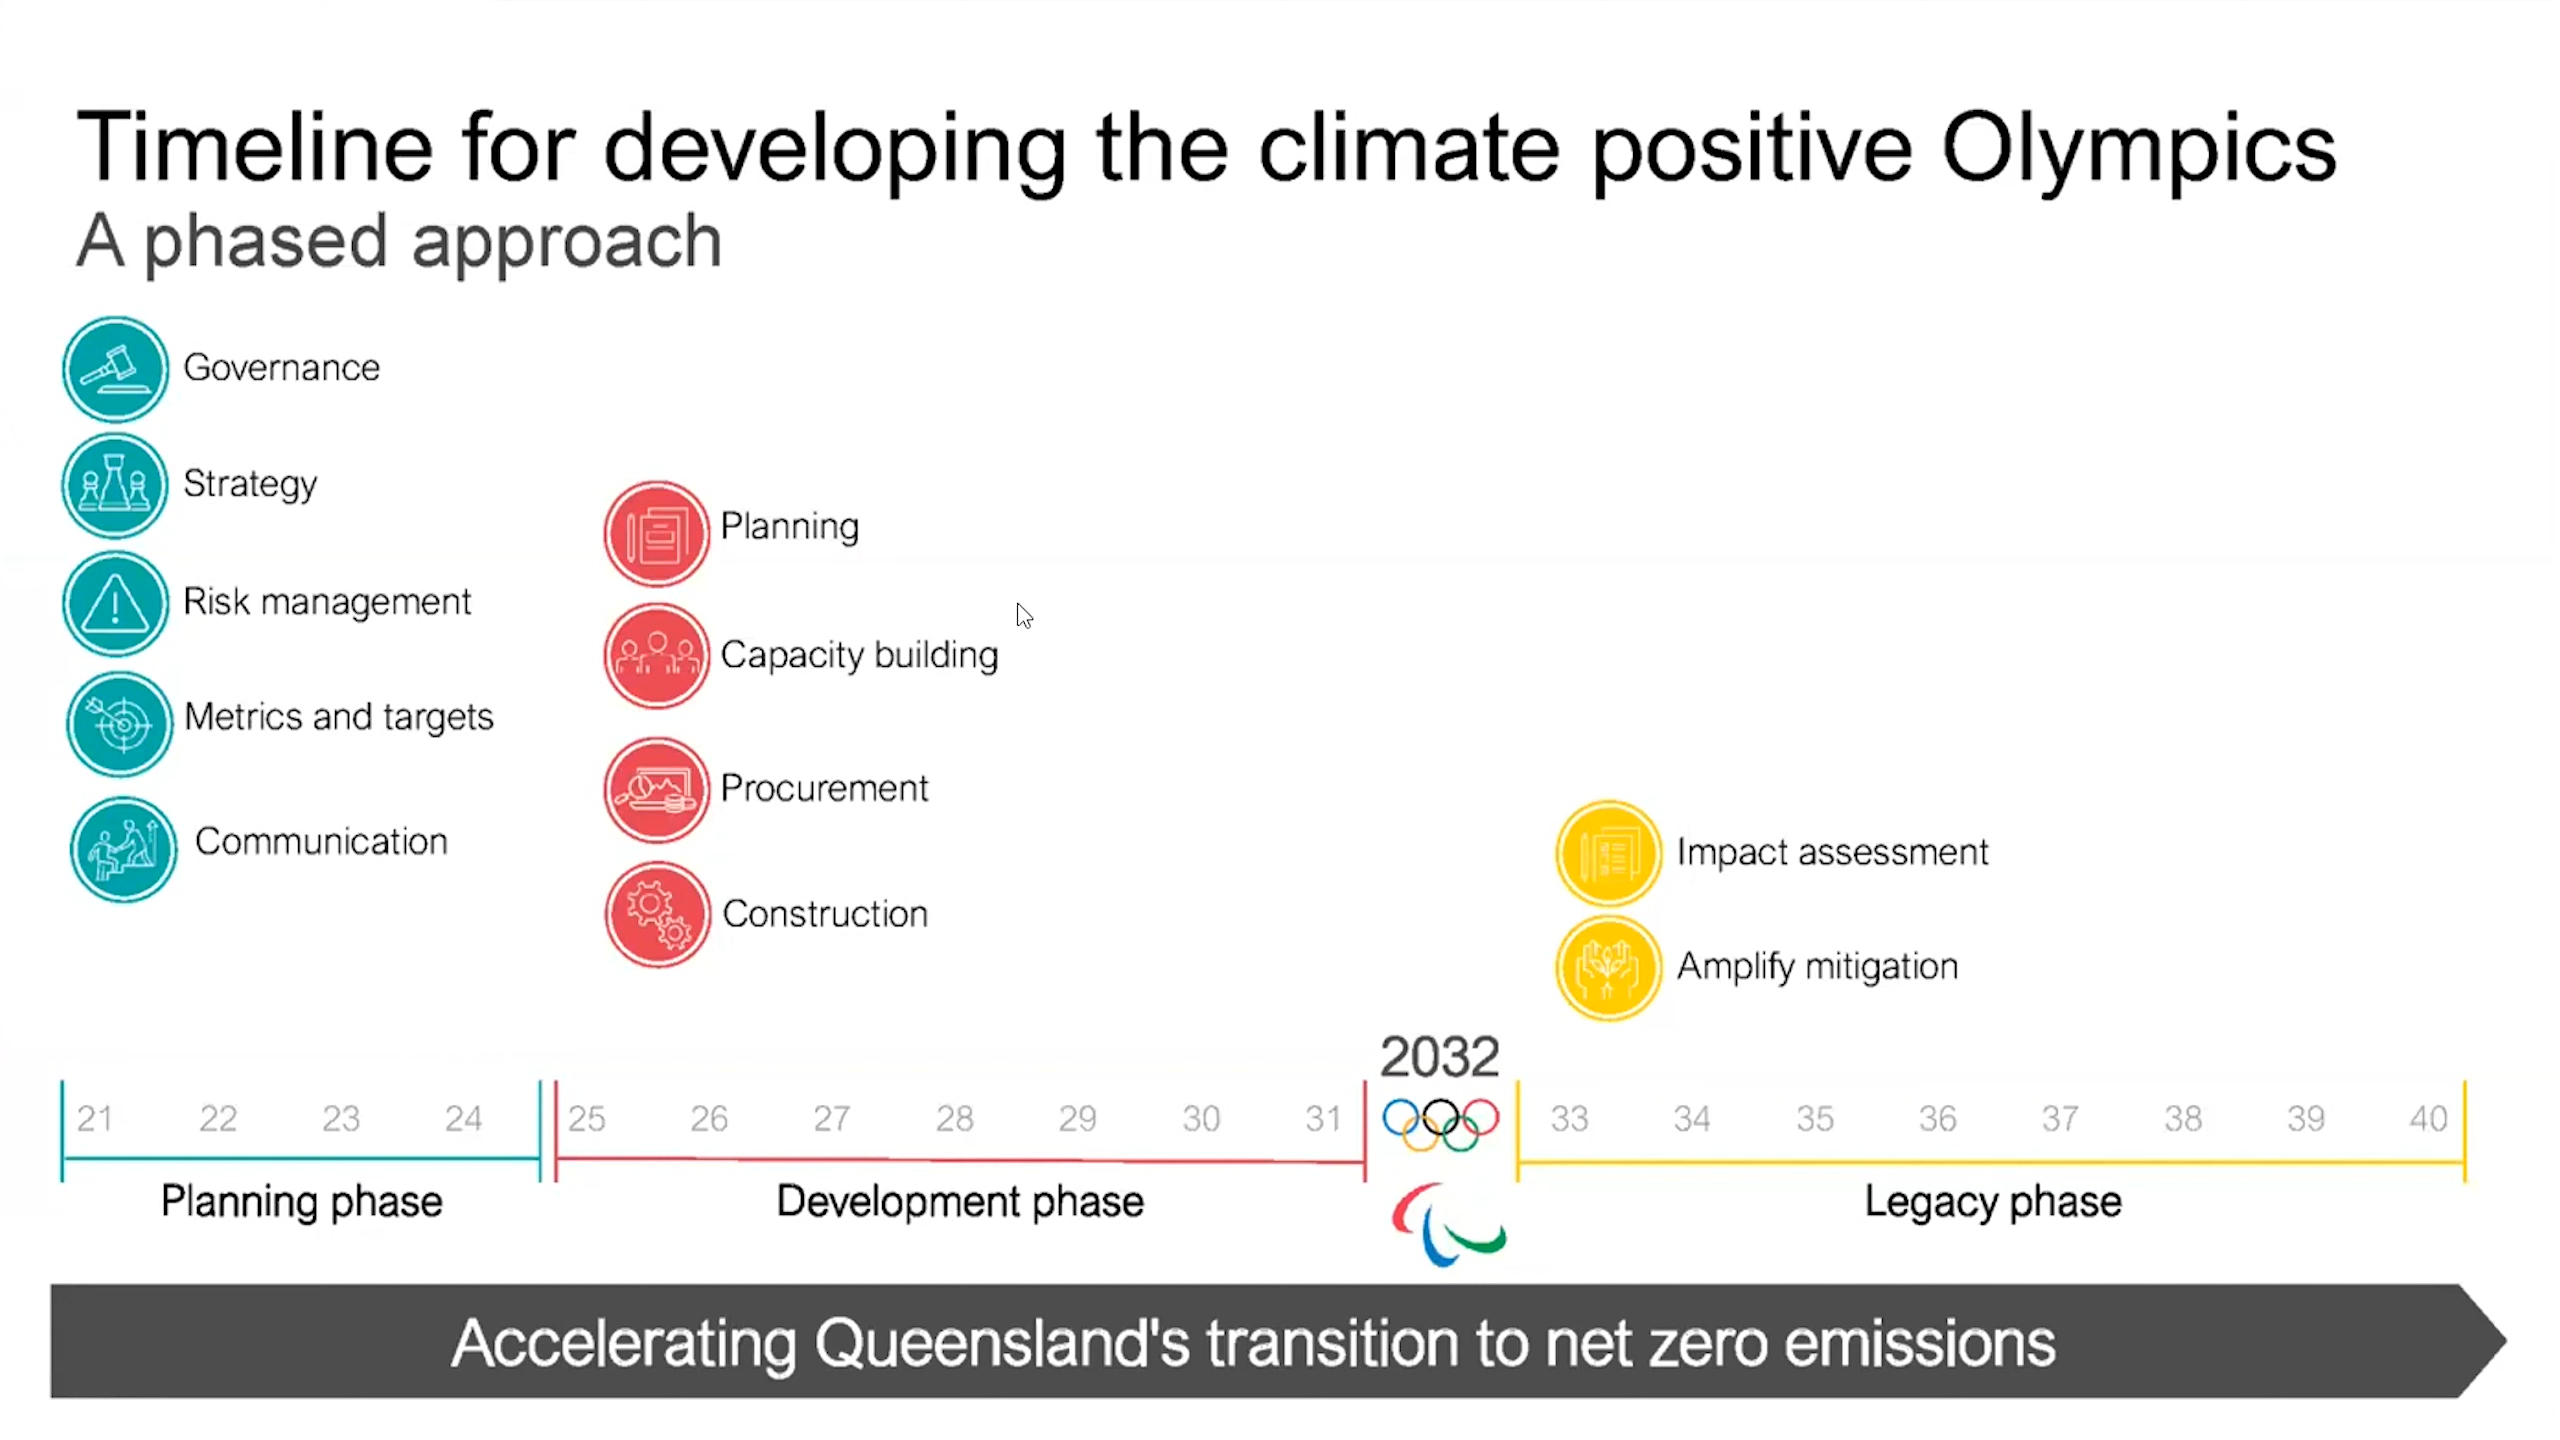 Timeline for developing the climate positive Olympics
A phased approach
Governance
Strategy
Risk management
Metrics and targets
Communication
Planning
Capacity building
Procurement
Construction
Impact assessment
Amplify mitigation
2032
21 22 23 24 25 26 27 28 29 30 31 33 34 35 36 37 38 39 40
Planning phase
Development phase
Legacy phase
Accelerating Queensland's transition to net zero emissions